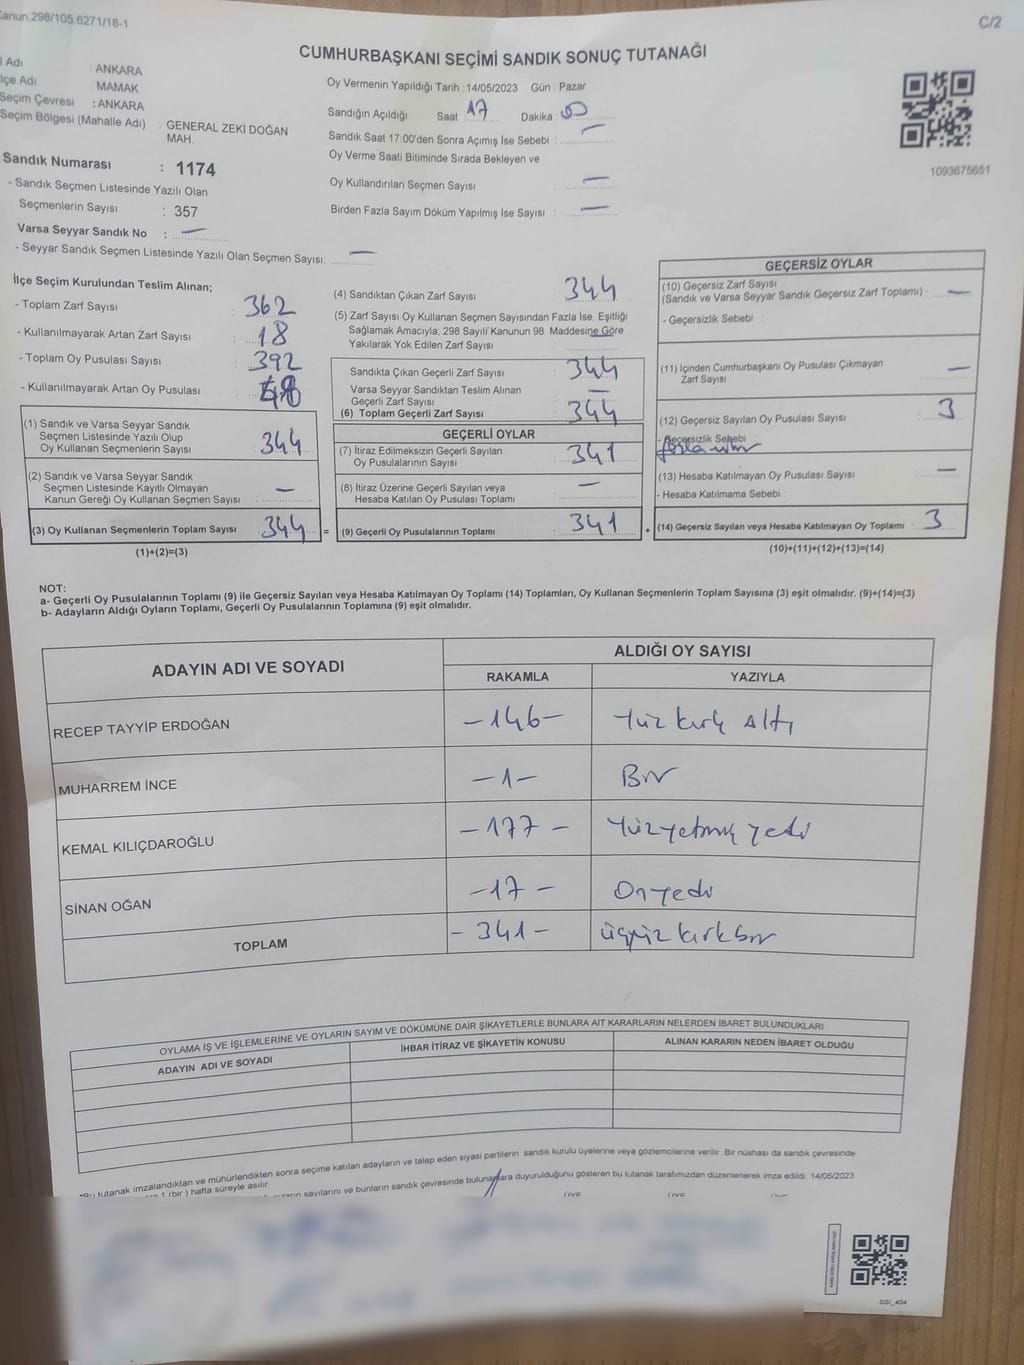 Kanun.298/105.6271/18-1
C/2
CUMHURBAŞKANI SEÇİMİ SANDIK SONUÇ TUTANAĞI
l Adı : ANKARA
lçe Adı : MAMAK
Seçim Çevresi : ANKARA
Seçim Bölgesi (Mahalle Adı) : GENERAL ZEKİ DOĞAN
MAH.
Sandık Numarası : 1174
- Sandık Seçmen Listesinde Yazılı Olan
Seçmenlerin Sayısı : 357
Varsa Seyyar Sandık No : —
- Seyyar Sandık Seçmen Listesinde Yazılı Olan Seçmen Sayısı: —
Oy Vermenin Yapıldığı Tarih : 14/05/2023 Gün : Pazar
Sandığın Açıldığı Saat 17 Dakika : 00
Sandık Saat 17:00'den Sonra Açımış İse Sebebi : —
Oy Verme Saati Bitiminde Sırada Bekleyen ve
Oy Kullandırılan Seçmen Sayısı : —
Birden Fazla Sayım Döküm Yapılmış İse Sayısı : —
1093675651
İlçe Seçim Kurulundan Teslim Alınan;
- Toplam Zarf Sayısı : 362
- Kullanılmayarak Artan Zarf Sayısı : 18
- Toplam Oy Pusulası Sayısı : 392
- Kullanılmayarak Artan Oy Pusulası :
(1) Sandık ve Varsa Seyyar Sandık
Seçmen Listesinde Yazılı Olup
Oy Kullanan Seçmenlerin Sayısı : 344
(2) Sandık ve Varsa Seyyar Sandık
Seçmen Listesinde Kayıtlı Olmayan
Kanun Gereği Oy Kullanan Seçmen Sayısı : —
(3) Oy Kullanan Seçmenlerin Toplam Sayısı : 344 =
(1)+(2)=(3)
(4) Sandıktan Çıkan Zarf Sayısı : 344
(5) Zarf Sayısı Oy Kullanan Seçmen Sayısından Fazla İse, Eşitliği
Sağlamak Amacıyla, 298 Sayılı Kanunun 98. Maddesine Göre
Yakılarak Yok Edilen Zarf Sayısı : —
Sandıkta Çıkan Geçerli Zarf Sayısı : 344
Varsa Seyyar Sandıktan Teslim Alınan
Geçerli Zarf Sayısı : —
(6) Toplam Geçerli Zarf Sayısı : 344
GEÇERLİ OYLAR
(7) İtiraz Edilmeksizin Geçerli Sayılan
Oy Pusulalarının Sayısı : 341
(8) İtiraz Üzerine Geçerli Sayılan veya
Hesaba Katılan Oy Pusulası Toplamı : —
(9) Geçerli Oy Pusulalarının Toplamı : 341 +
GEÇERSİZ OYLAR
(10) Geçersiz Zarf Sayısı
(Sandık ve Varsa Seyyar Sandık Geçersiz Zarf Toplamı) : —
- Geçersizlik Sebebi :
(11) İçinden Cumhurbaşkanı Oy Pusulası Çıkmayan
Zarf Sayısı : —
(12) Geçersiz Sayılan Oy Pusulası Sayısı : 3
- Geçersizlik Sebebi
(13) Hesaba Katılmayan Oy Pusulası Sayısı : —
- Hesaba Katılmama Sebebi :
(14) Geçersiz Sayılan veya Hesaba Katılmayan Oy Toplamı : 3
(10)+(11)+(12)+(13)=(14)
NOT:
a- Geçerli Oy Pusulalarının Toplamı (9) ile Geçersiz Sayılan veya Hesaba Katılmayan Oy Toplamı (14) Toplamları, Oy Kullanan Seçmenlerin Toplam Sayısına (3) eşit olmalıdır. (9)+(14)=(3)
b- Adayların Aldığı Oyların Toplamı, Geçerli Oy Pusulalarının Toplamına (9) eşit olmalıdır.
ADAYIN ADI VE SOYADI
ALDIĞI OY SAYISI
RAKAMLA YAZIYLA
RECEP TAYYİP ERDOĞAN -146- Yüz kırk Altı
MUHARREM İNCE -1- Bir
KEMAL KILIÇDAROĞLU -177- Yüzyetmiş yedi
SİNAN OĞAN -17- Onyedi
TOPLAM -341- üçyüz kırkbir
OYLAMA İŞ VE İŞLEMLERİNE VE OYLARIN SAYIM VE DÖKÜMÜNE DAİR ŞİKAYETLERLE BUNLARA AİT KARARLARIN NELERDEN İBARET BULUNDUKLARI
ADAYIN ADI VE SOYADI İHBAR İTİRAZ VE ŞİKAYETİN KONUSU ALINAN KARARIN NEDEN İBARET OLDUĞU
*Bu tutanak imzalandıktan ve mühürlendikten sonra seçime katılan adayların ve talep eden siyasi partilerin sandık kurulu üyelerine veya gözlemcilerine verilir. Bir nüshası da sandık çevresinde
1 (bir) hafta süreyle asılır.
sayılarını ve bunların sandık çevresinde bulunanlara duyurulduğunu gösteren bu tutanak tarafımızdan düzenlenerek imza edildi. 14/05/2023
ÜYE ÜYE
SSİ_404